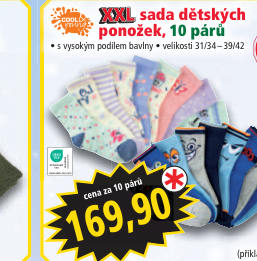 COOL
XXL sada dětských
ponožek, 10 párů
• s vysokým podílem bavlny • velikosti 31/34 – 39/42
cena za 10 párů
169,90
*
(příkl